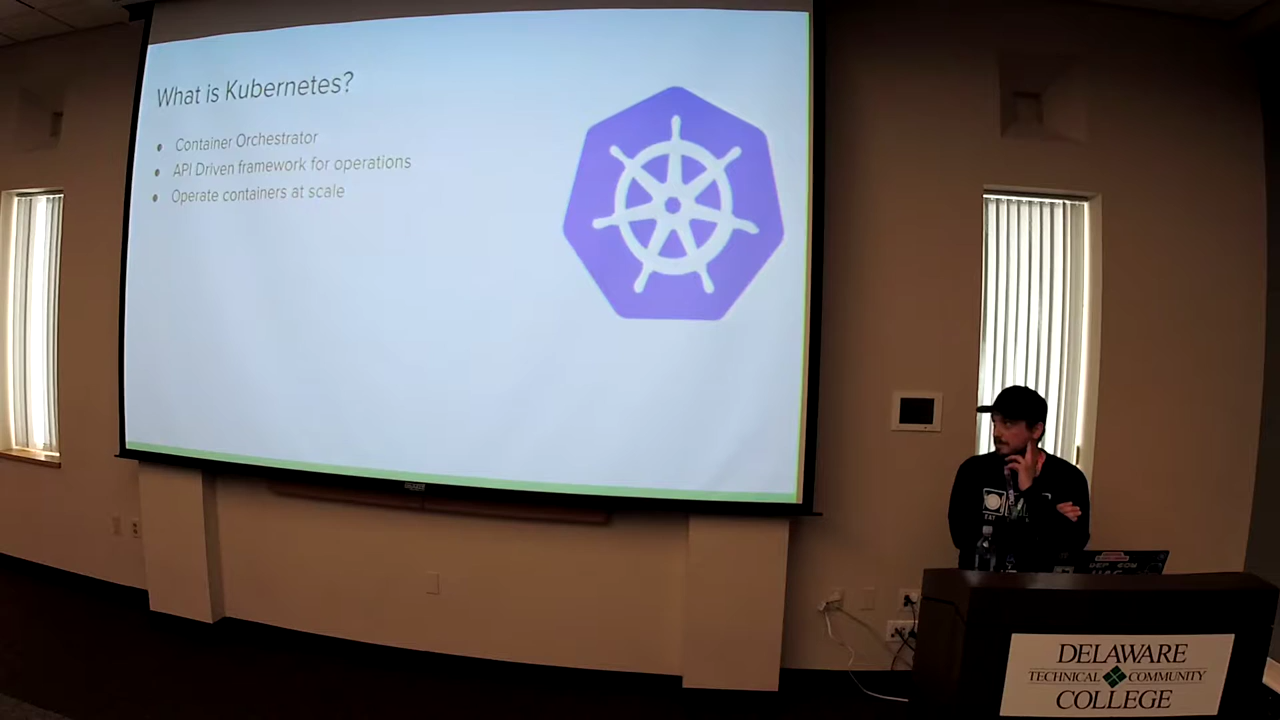 What is Kubernetes?
Container Orchestrator
API Driven framework for operations
Operate containers at scale
DELAWARE
TECHNICAL COMMUNITY
COLLEGE